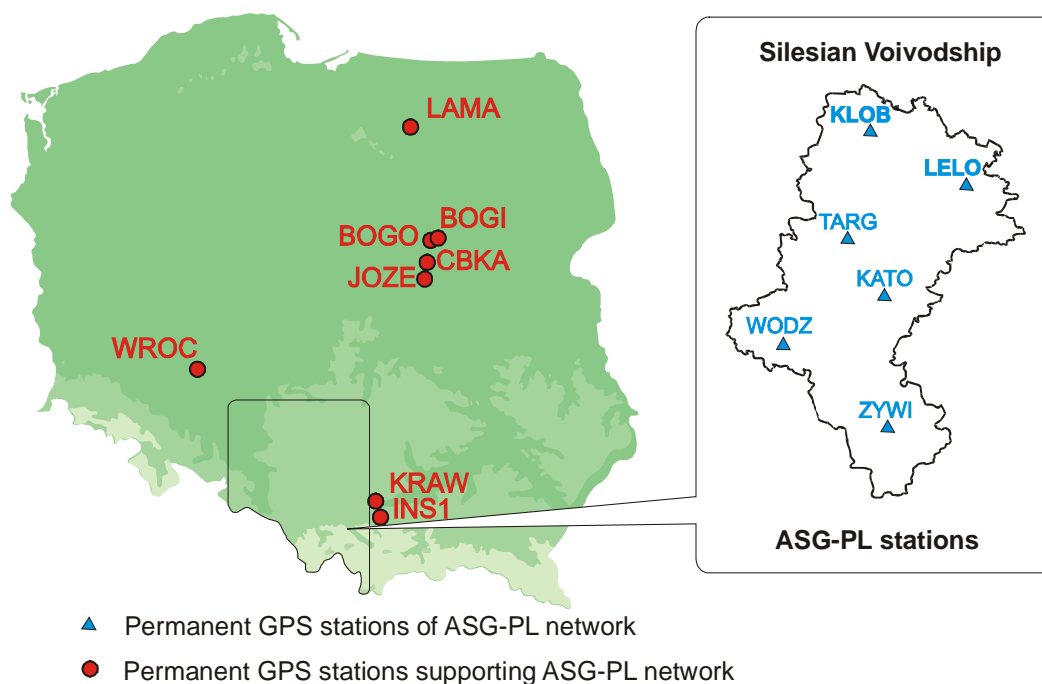 Silesian Voivodship
KLOB
LAMA
LELO
TARG
BOGI
BOGO
CBKA
JOZE
KATO
WODZ
WROC
ZYWI
KRAW
INS1
ASG-PL stations
Permanent GPS stations of ASG-PL network
Permanent GPS stations supporting ASG-PL network